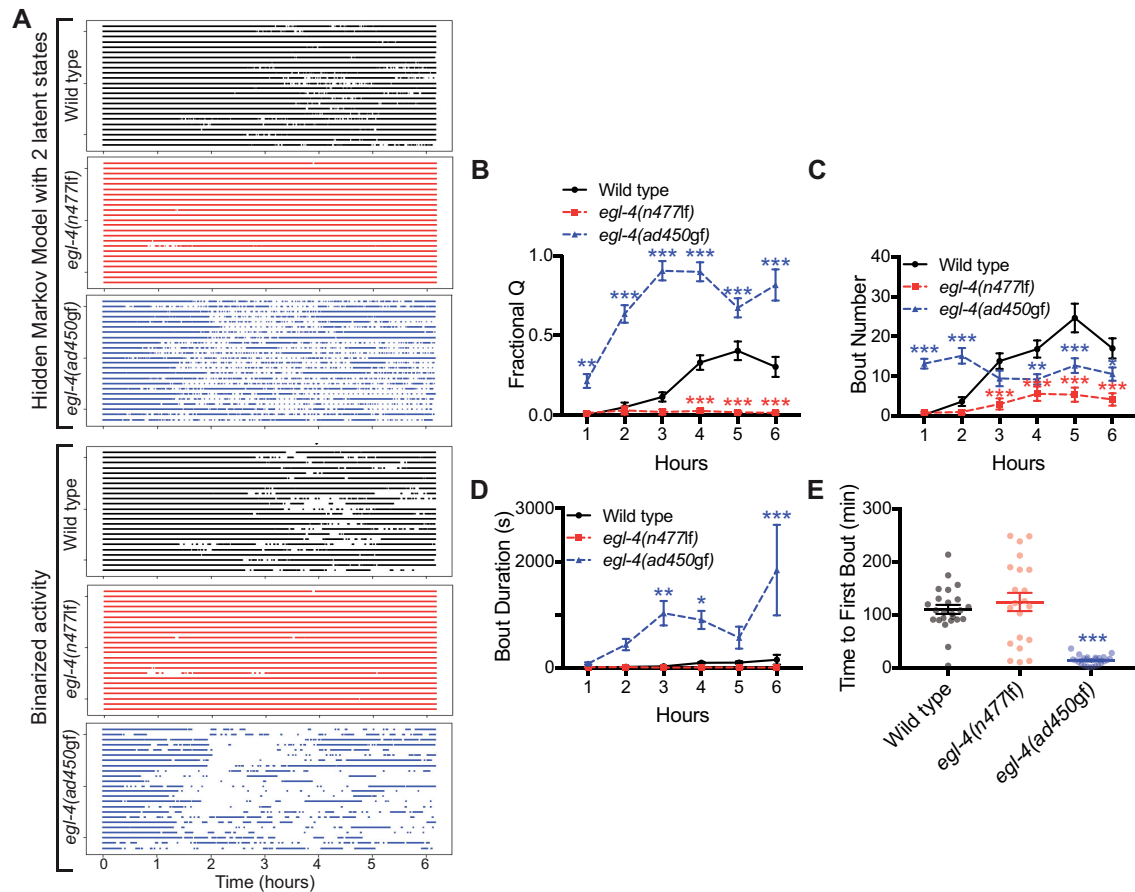 A
Hidden Markov Model with 2 latent states
Wild type
egl-4(n477lf)
egl-4(ad450gf)
Binarized activity
Wild type
egl-4(n477lf)
egl-4(ad450gf)
0 1 2 3 4 5 6
Time (hours)
B
Wild type
egl-4(n477lf)
egl-4(ad450gf)
Fractional Q
1.0
0.5
0.0
** *** *** *** *** ***
*** *** ***
1 2 3 4 5 6
Hours
C
Wild type
egl-4(n477lf)
egl-4(ad450gf)
Bout Number
40
30
20
10
0
*** *** ** *** *
*** *** *** ***
1 2 3 4 5 6
Hours
D
Wild type
egl-4(n477lf)
egl-4(ad450gf)
Bout Duration (s)
3000
2000
1000
0
** * ***
1 2 3 4 5 6
Hours
E
Time to First Bout (min)
300
200
100
0
***
Wild type
egl-4(n477lf)
egl-4(ad450gf)